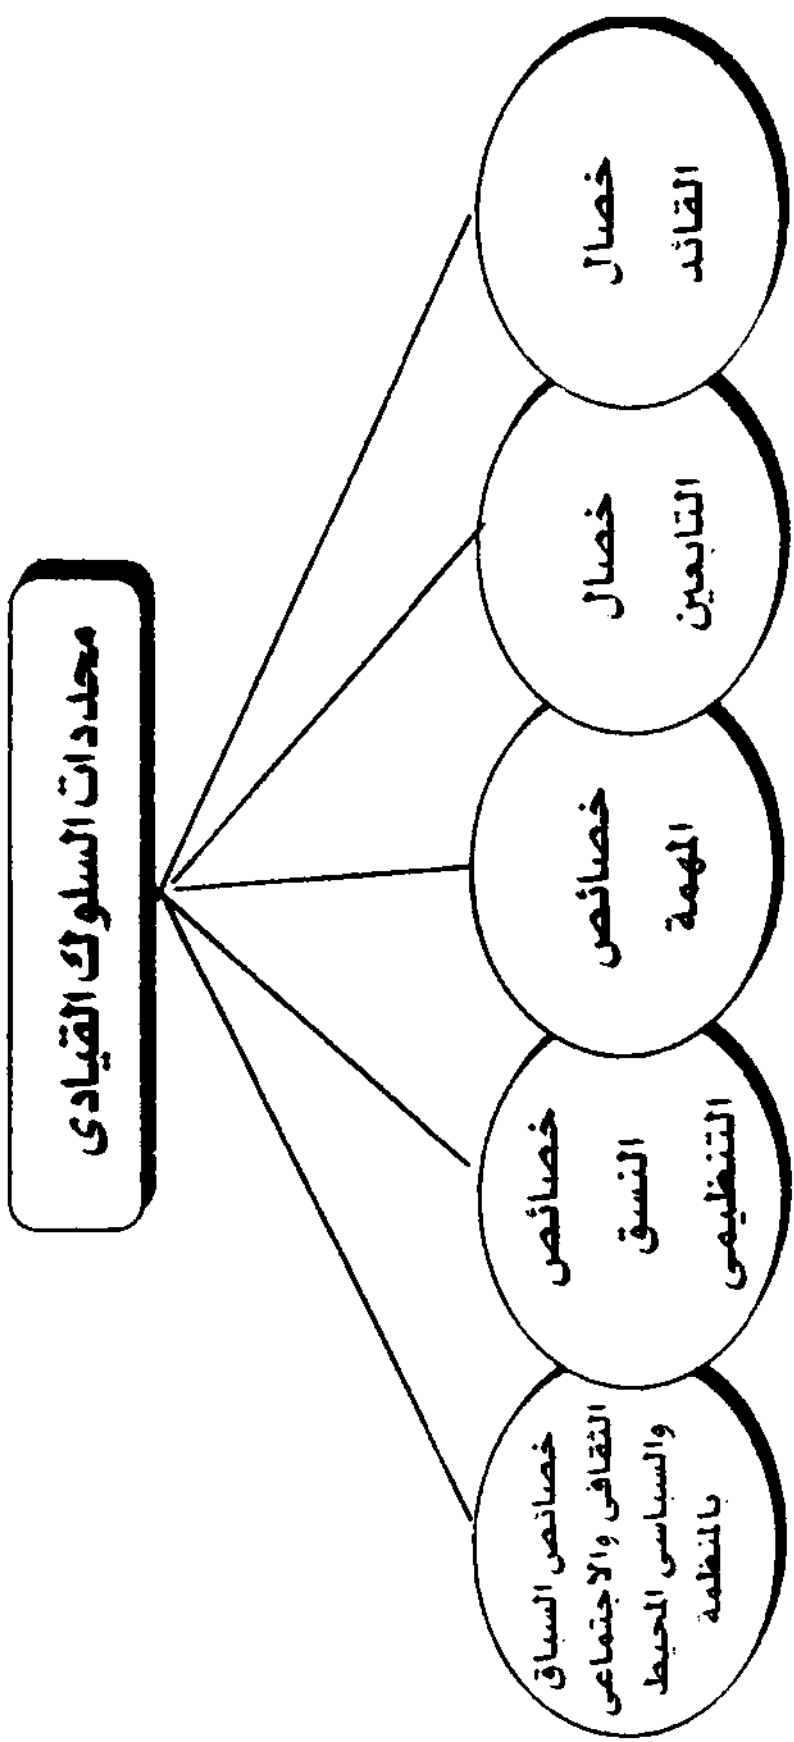 محددات السلوك القيادى
خصال
القائد
خصال
التابعين
خصائص
المهمة
خصائص
النسق
التنظيمى
خصائص السياق
الثقافى والاجتماعى
والسياسى المحيط
بالمنظمة